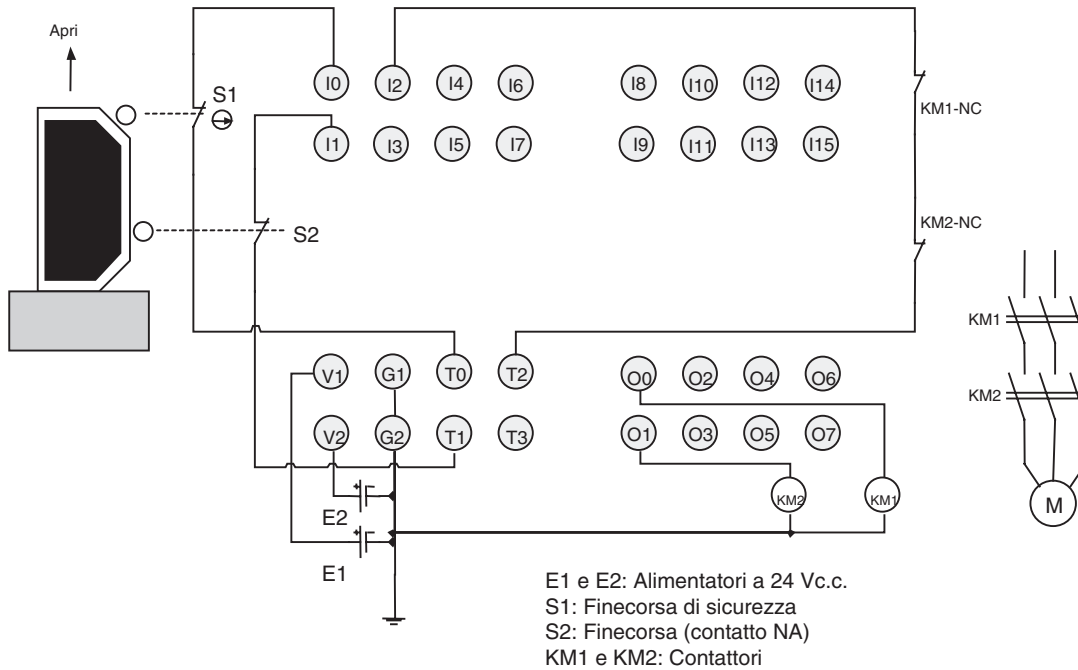 Apri
S1
I0 I2 I4 I6 I8 I10 I12 I14
KM1-NC
I1 I3 I5 I7 I9 I11 I13 I15
S2
KM2-NC
KM1
V1 G1 T0 T2 O0 O2 O4 O6
KM2
V2 G2 T1 T3 O1 O3 O5 O7
KM2 KM1
M
E2
E1
E1 e E2: Alimentatori a 24 Vc.c.
S1: Finecorsa di sicurezza
S2: Finecorsa (contatto NA)
KM1 e KM2: Contattori